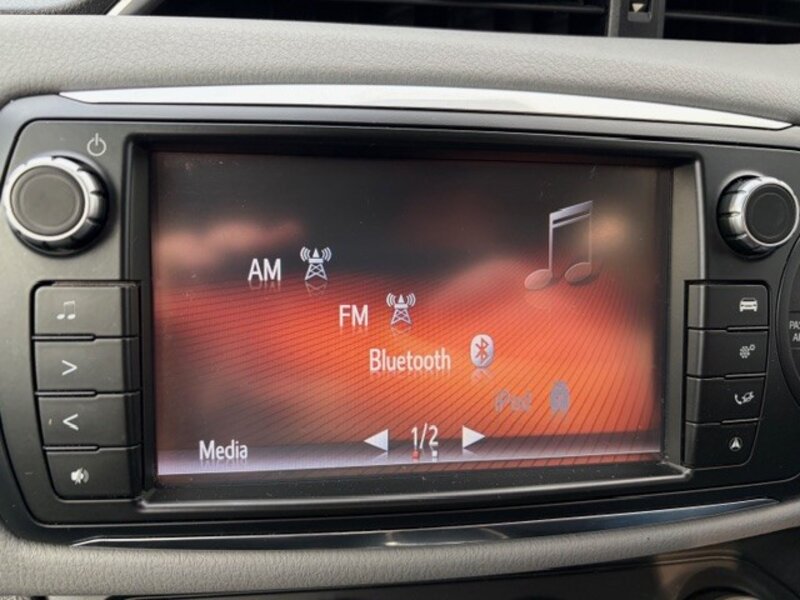 AM
FM
Bluetooth
iPod
Media
1/2